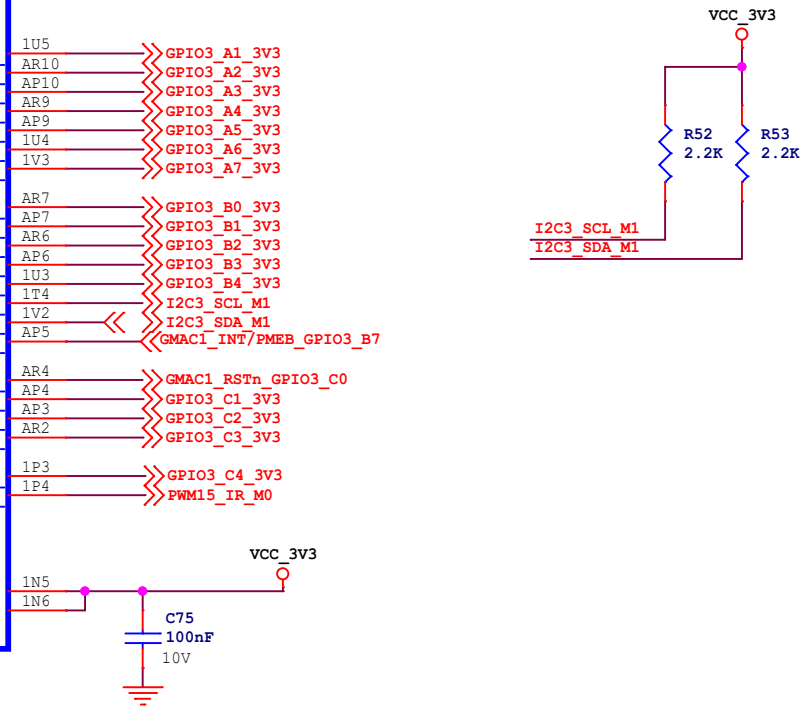 VCC_3V3
1U5 GPIO3_A1_3V3
AR10 GPIO3_A2_3V3
AP10 GPIO3_A3_3V3
AR9 GPIO3_A4_3V3
AP9 GPIO3_A5_3V3
1U4 GPIO3_A6_3V3
1V3 GPIO3_A7_3V3
R52 R53
2.2K 2.2K
AR7 GPIO3_B0_3V3
AP7 GPIO3_B1_3V3
AR6 GPIO3_B2_3V3
AP6 GPIO3_B3_3V3
1U3 GPIO3_B4_3V3
1T4 I2C3_SCL_M1
1V2 I2C3_SDA_M1
AP5 GMAC1_INT/PMEB_GPIO3_B7
I2C3_SCL_M1
I2C3_SDA_M1
AR4 GMAC1_RSTn_GPIO3_C0
AP4 GPIO3_C1_3V3
AP3 GPIO3_C2_3V3
AR2 GPIO3_C3_3V3
1P3 GPIO3_C4_3V3
1P4 PWM15_IR_M0
VCC_3V3
1N5
1N6
C75
100nF
10V